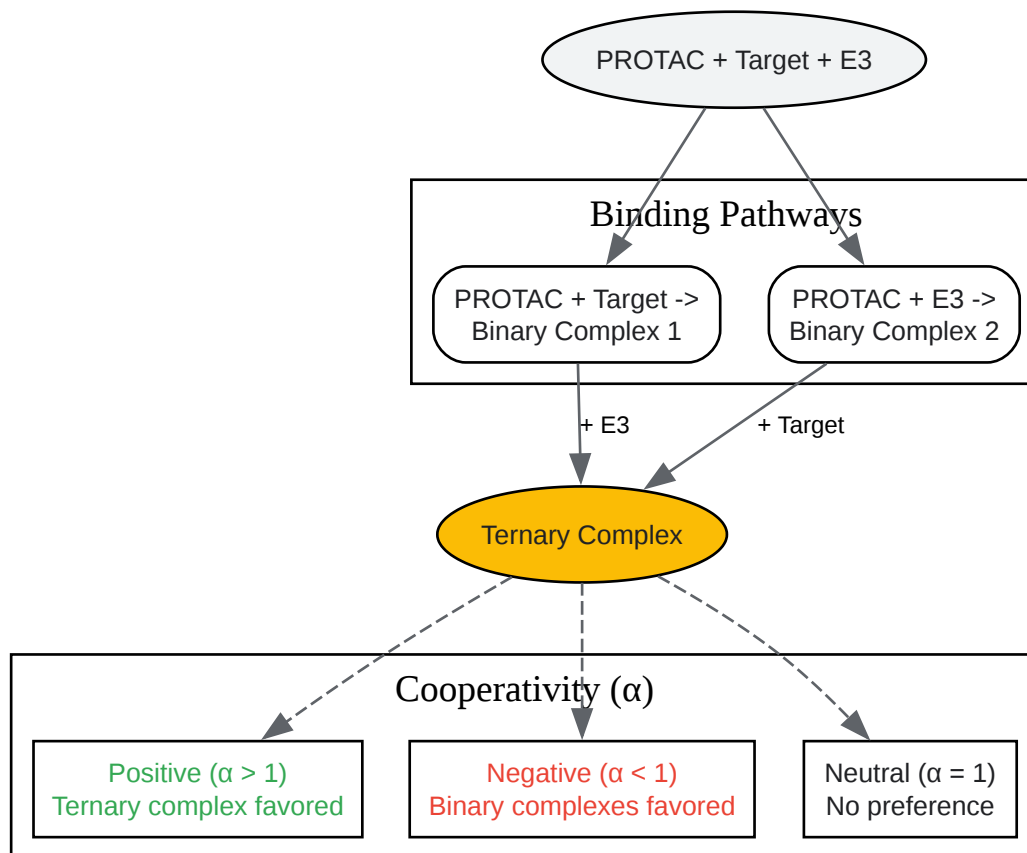 PROTAC + Target + E3
Binding Pathways
PROTAC + Target ->
Binary Complex 1
PROTAC + E3 ->
Binary Complex 2
+ E3
+ Target
Ternary Complex
Cooperativity (α)
Positive (α > 1)
Ternary complex favored
Negative (α < 1)
Binary complexes favored
Neutral (α = 1)
No preference